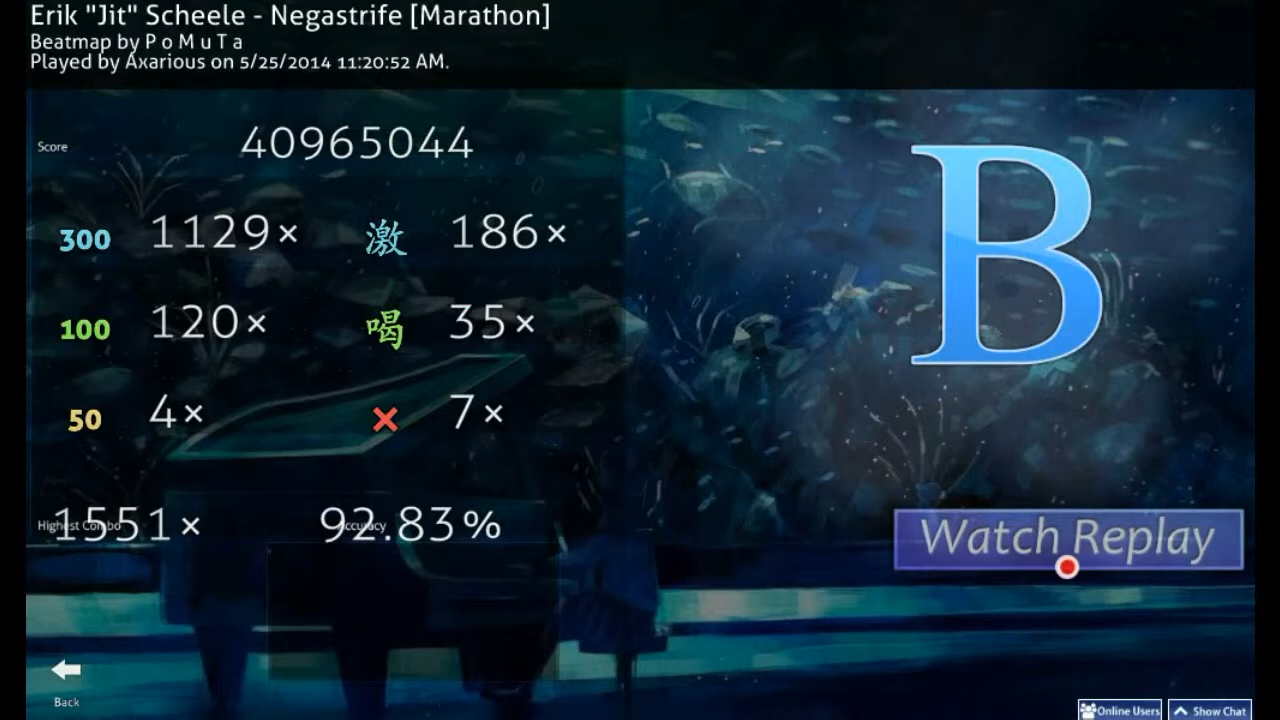 Erik "Jit" Scheele - Negastrife [Marathon]
Beatmap by P o M u T a
Played by Axarious on 5/25/2014 11:20:52 AM.
Score 40965044
300 1129× 激 186×
100 120× 喝 35×
50 4× × 7×
Highest Combo 1551× Accuracy 92.83%
B
Watch Replay
Back
Online Users Show Chat